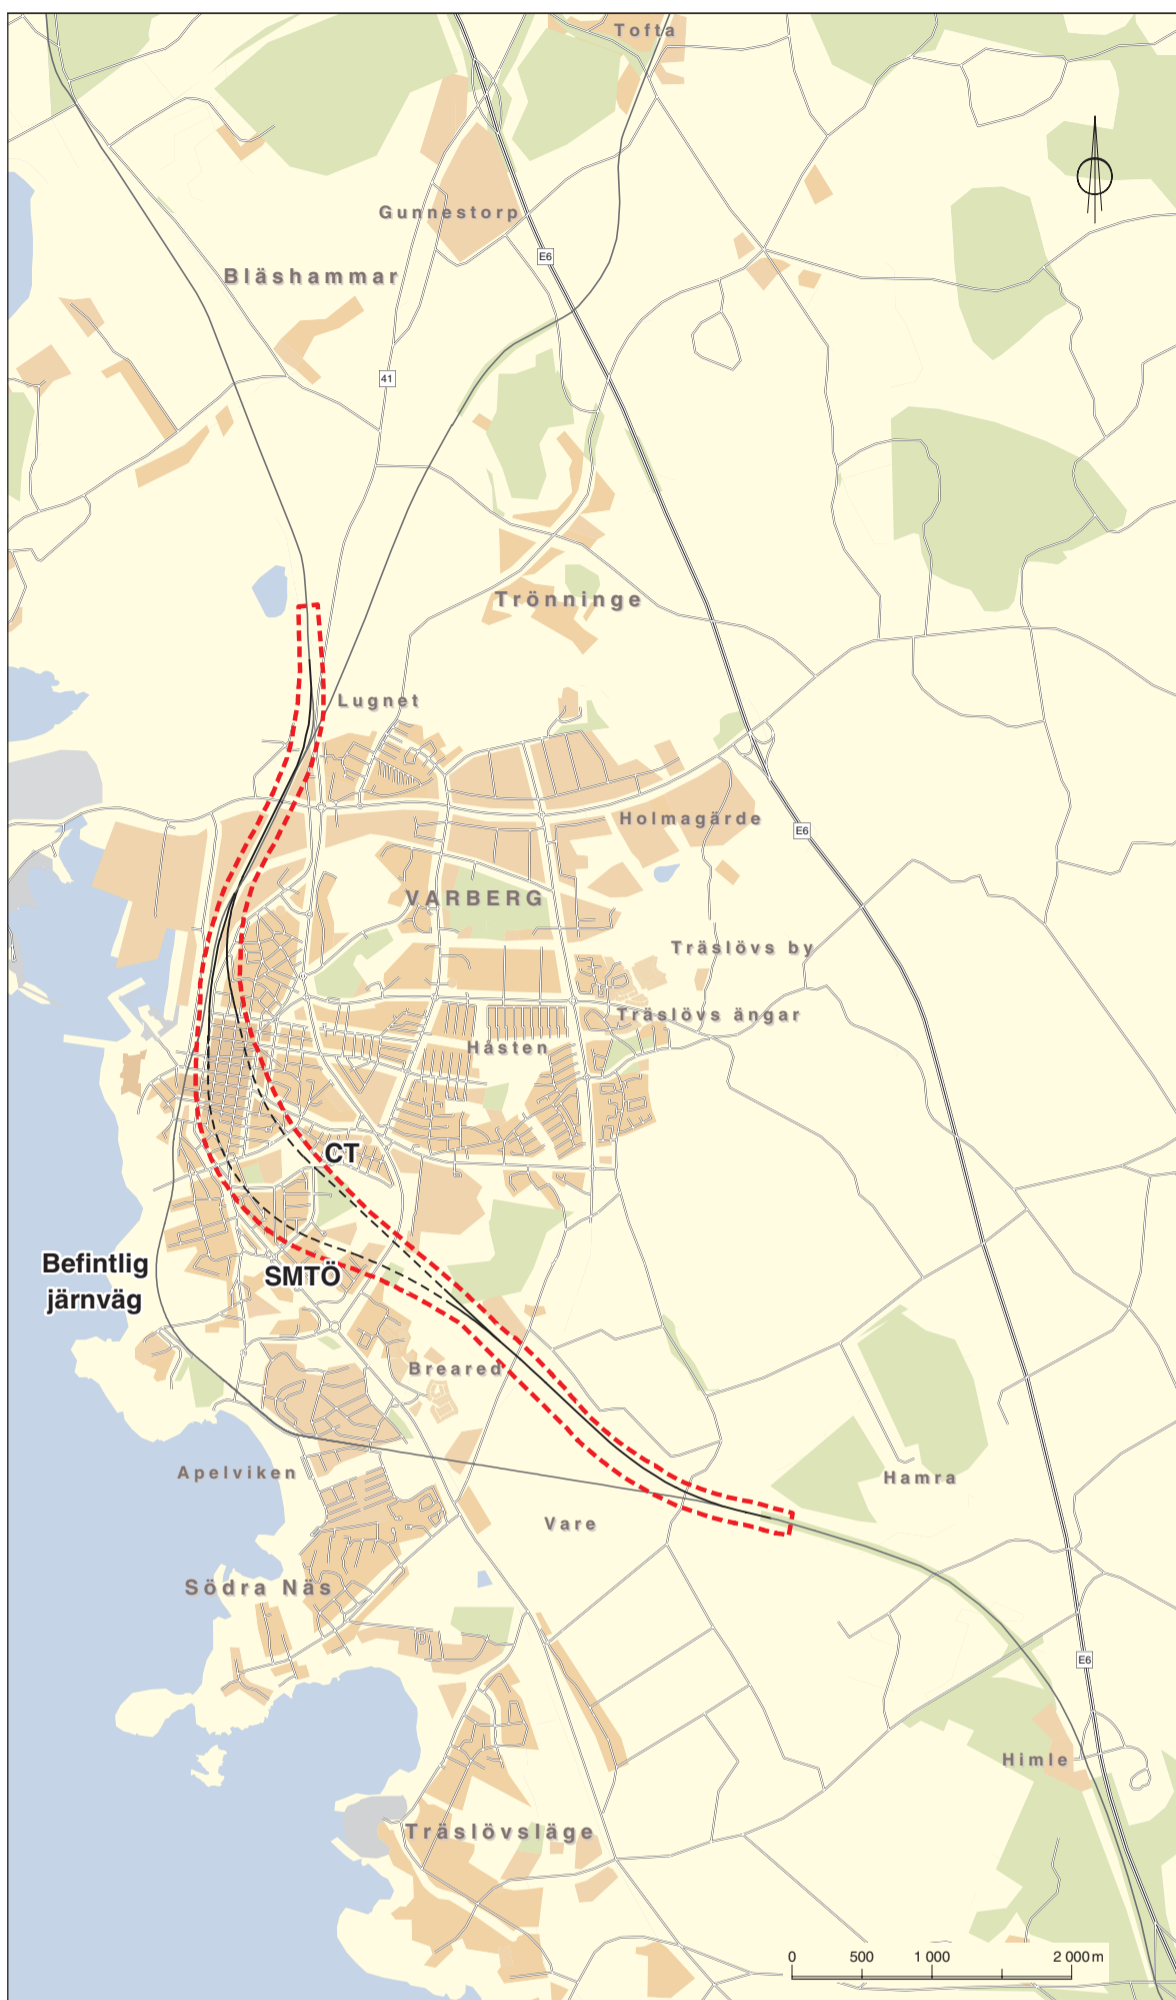 Tofta
Gunnestorp
E6
Bläshammar
41
Trönninge
Lugnet
Holmagärde
E6
VARBERG
Träslövs by
Träslövs ängar
Håsten
CT
Befintlig
järnväg
SMTÖ
Breared
Apelviken
Hamra
Vare
Södra Näs
E6
Himle
Träslövsläge
0 500 1 000 2 000 m